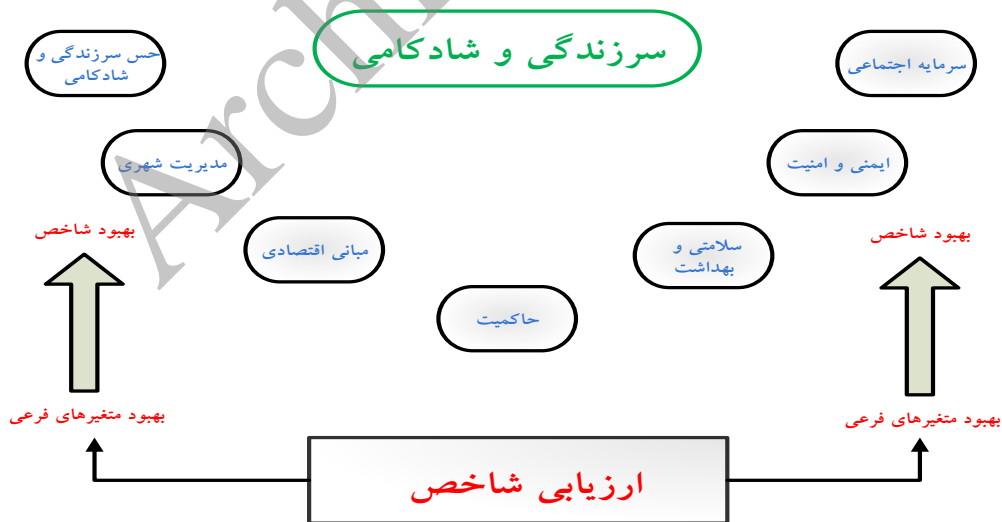 سرزندگی و شادکامی
سرمایه اجتماعی
حس سرزندگی و
شادکامی
ایمنی و امنیت
مدیریت شهری
بهبود شاخص
بهبود شاخص
سلامتی و
بهداشت
مبانی اقتصادی
حاکمیت
بهبود متغیرهای فرعی
بهبود متغیرهای فرعی
ارزیابی شاخص